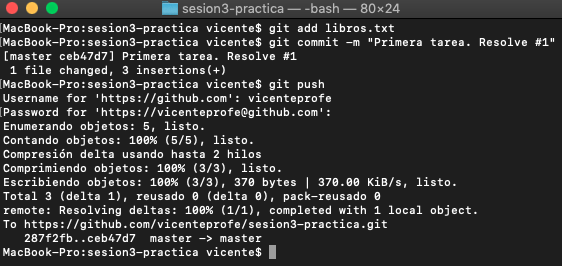 sesion3-practica — -bash — 80×24
[MacBook-Pro:sesion3-practica vicente$ git add libros.txt
[MacBook-Pro:sesion3-practica vicente$ git commit -m "Primera tarea. Resolve #1"
[master ceb47d7] Primera tarea. Resolve #1
1 file changed, 3 insertions(+)
[MacBook-Pro:sesion3-practica vicente$ git push
Username for 'https://github.com': vicenteprofe
[Password for 'https://vicenteprofe@github.com':
Enumerando objetos: 5, listo.
Contando objetos: 100% (5/5), listo.
Compresión delta usando hasta 2 hilos
Comprimiendo objetos: 100% (3/3), listo.
Escribiendo objetos: 100% (3/3), 370 bytes | 370.00 KiB/s, listo.
Total 3 (delta 1), reusado 0 (delta 0), pack-reusado 0
remote: Resolving deltas: 100% (1/1), completed with 1 local object.
To https://github.com/vicenteprofe/sesion3-practica.git
287f2fb..ceb47d7  master -> master
MacBook-Pro:sesion3-practica vicente$